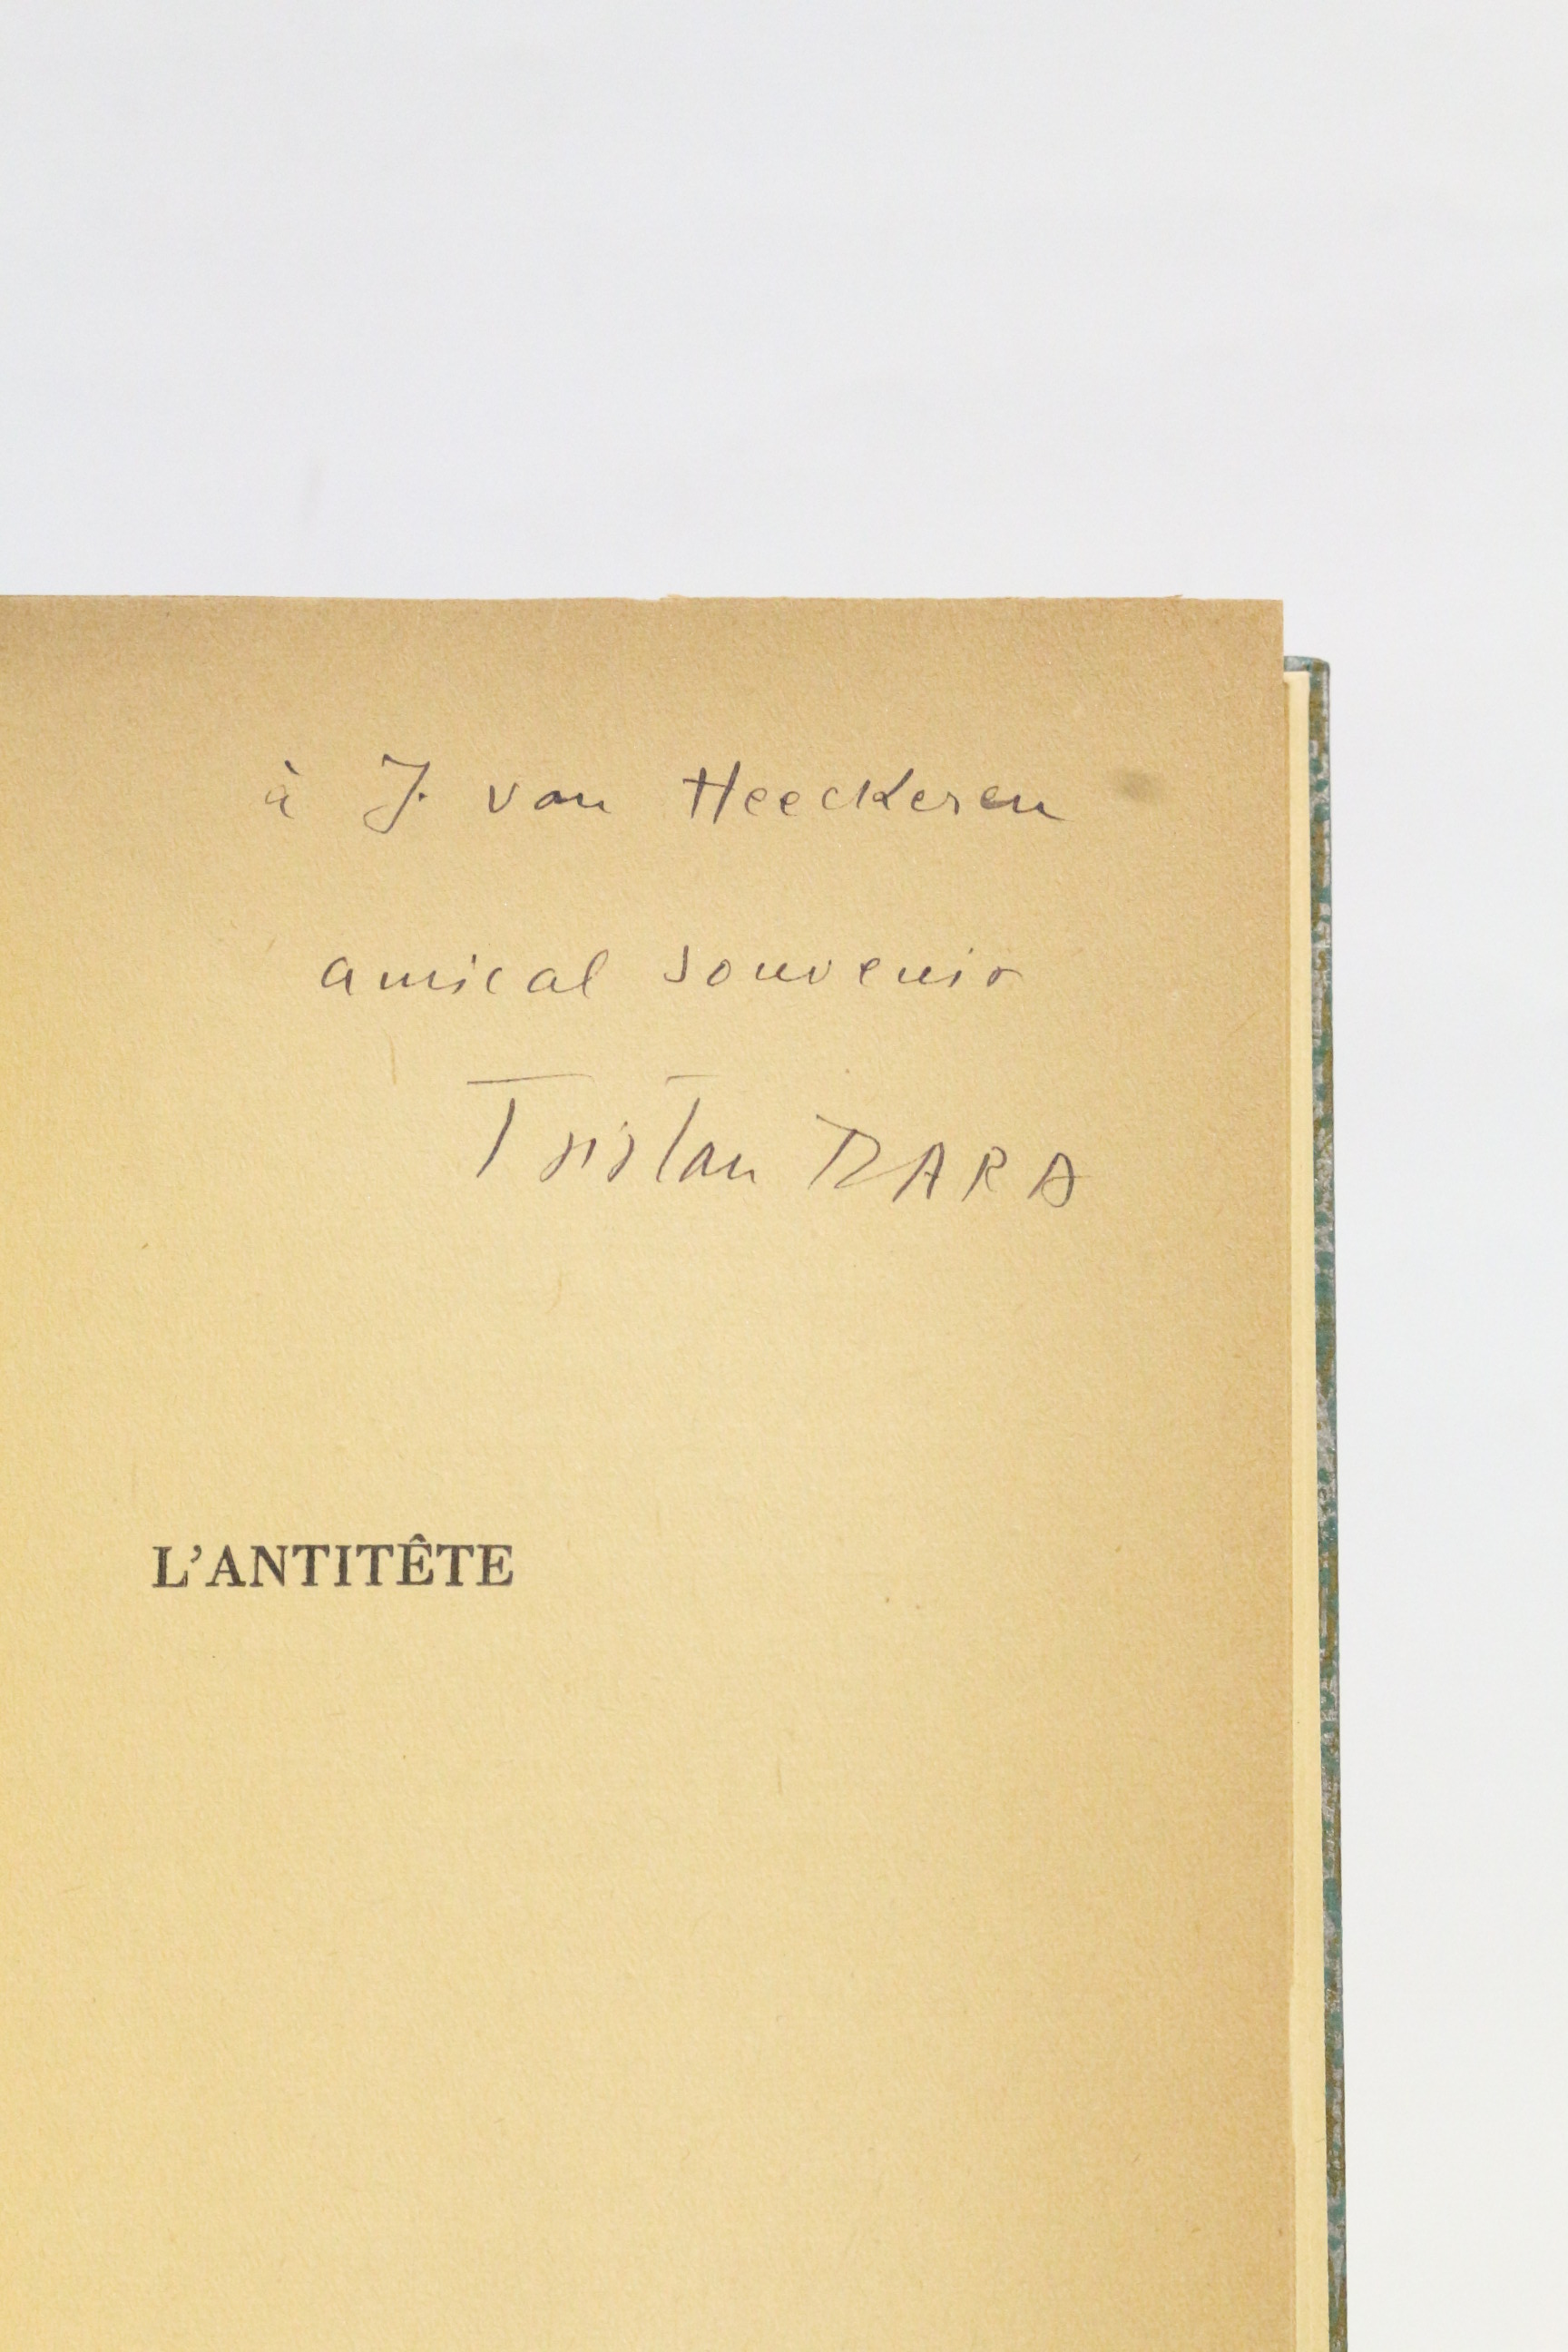 à J. van Heeckeren
amical souvenir
Tristan TZARA
L'ANTITÊTE